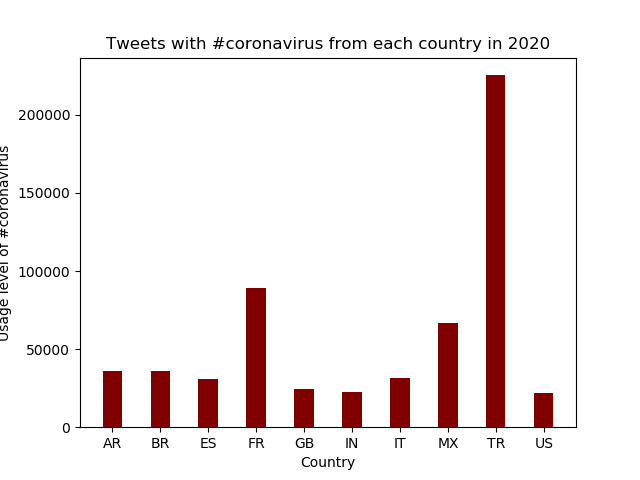 Tweets with #coronavirus from each country in 2020
Usage level of #coronavirus
200000
150000
100000
50000
0
AR BR ES FR GB IN IT MX TR US
Country